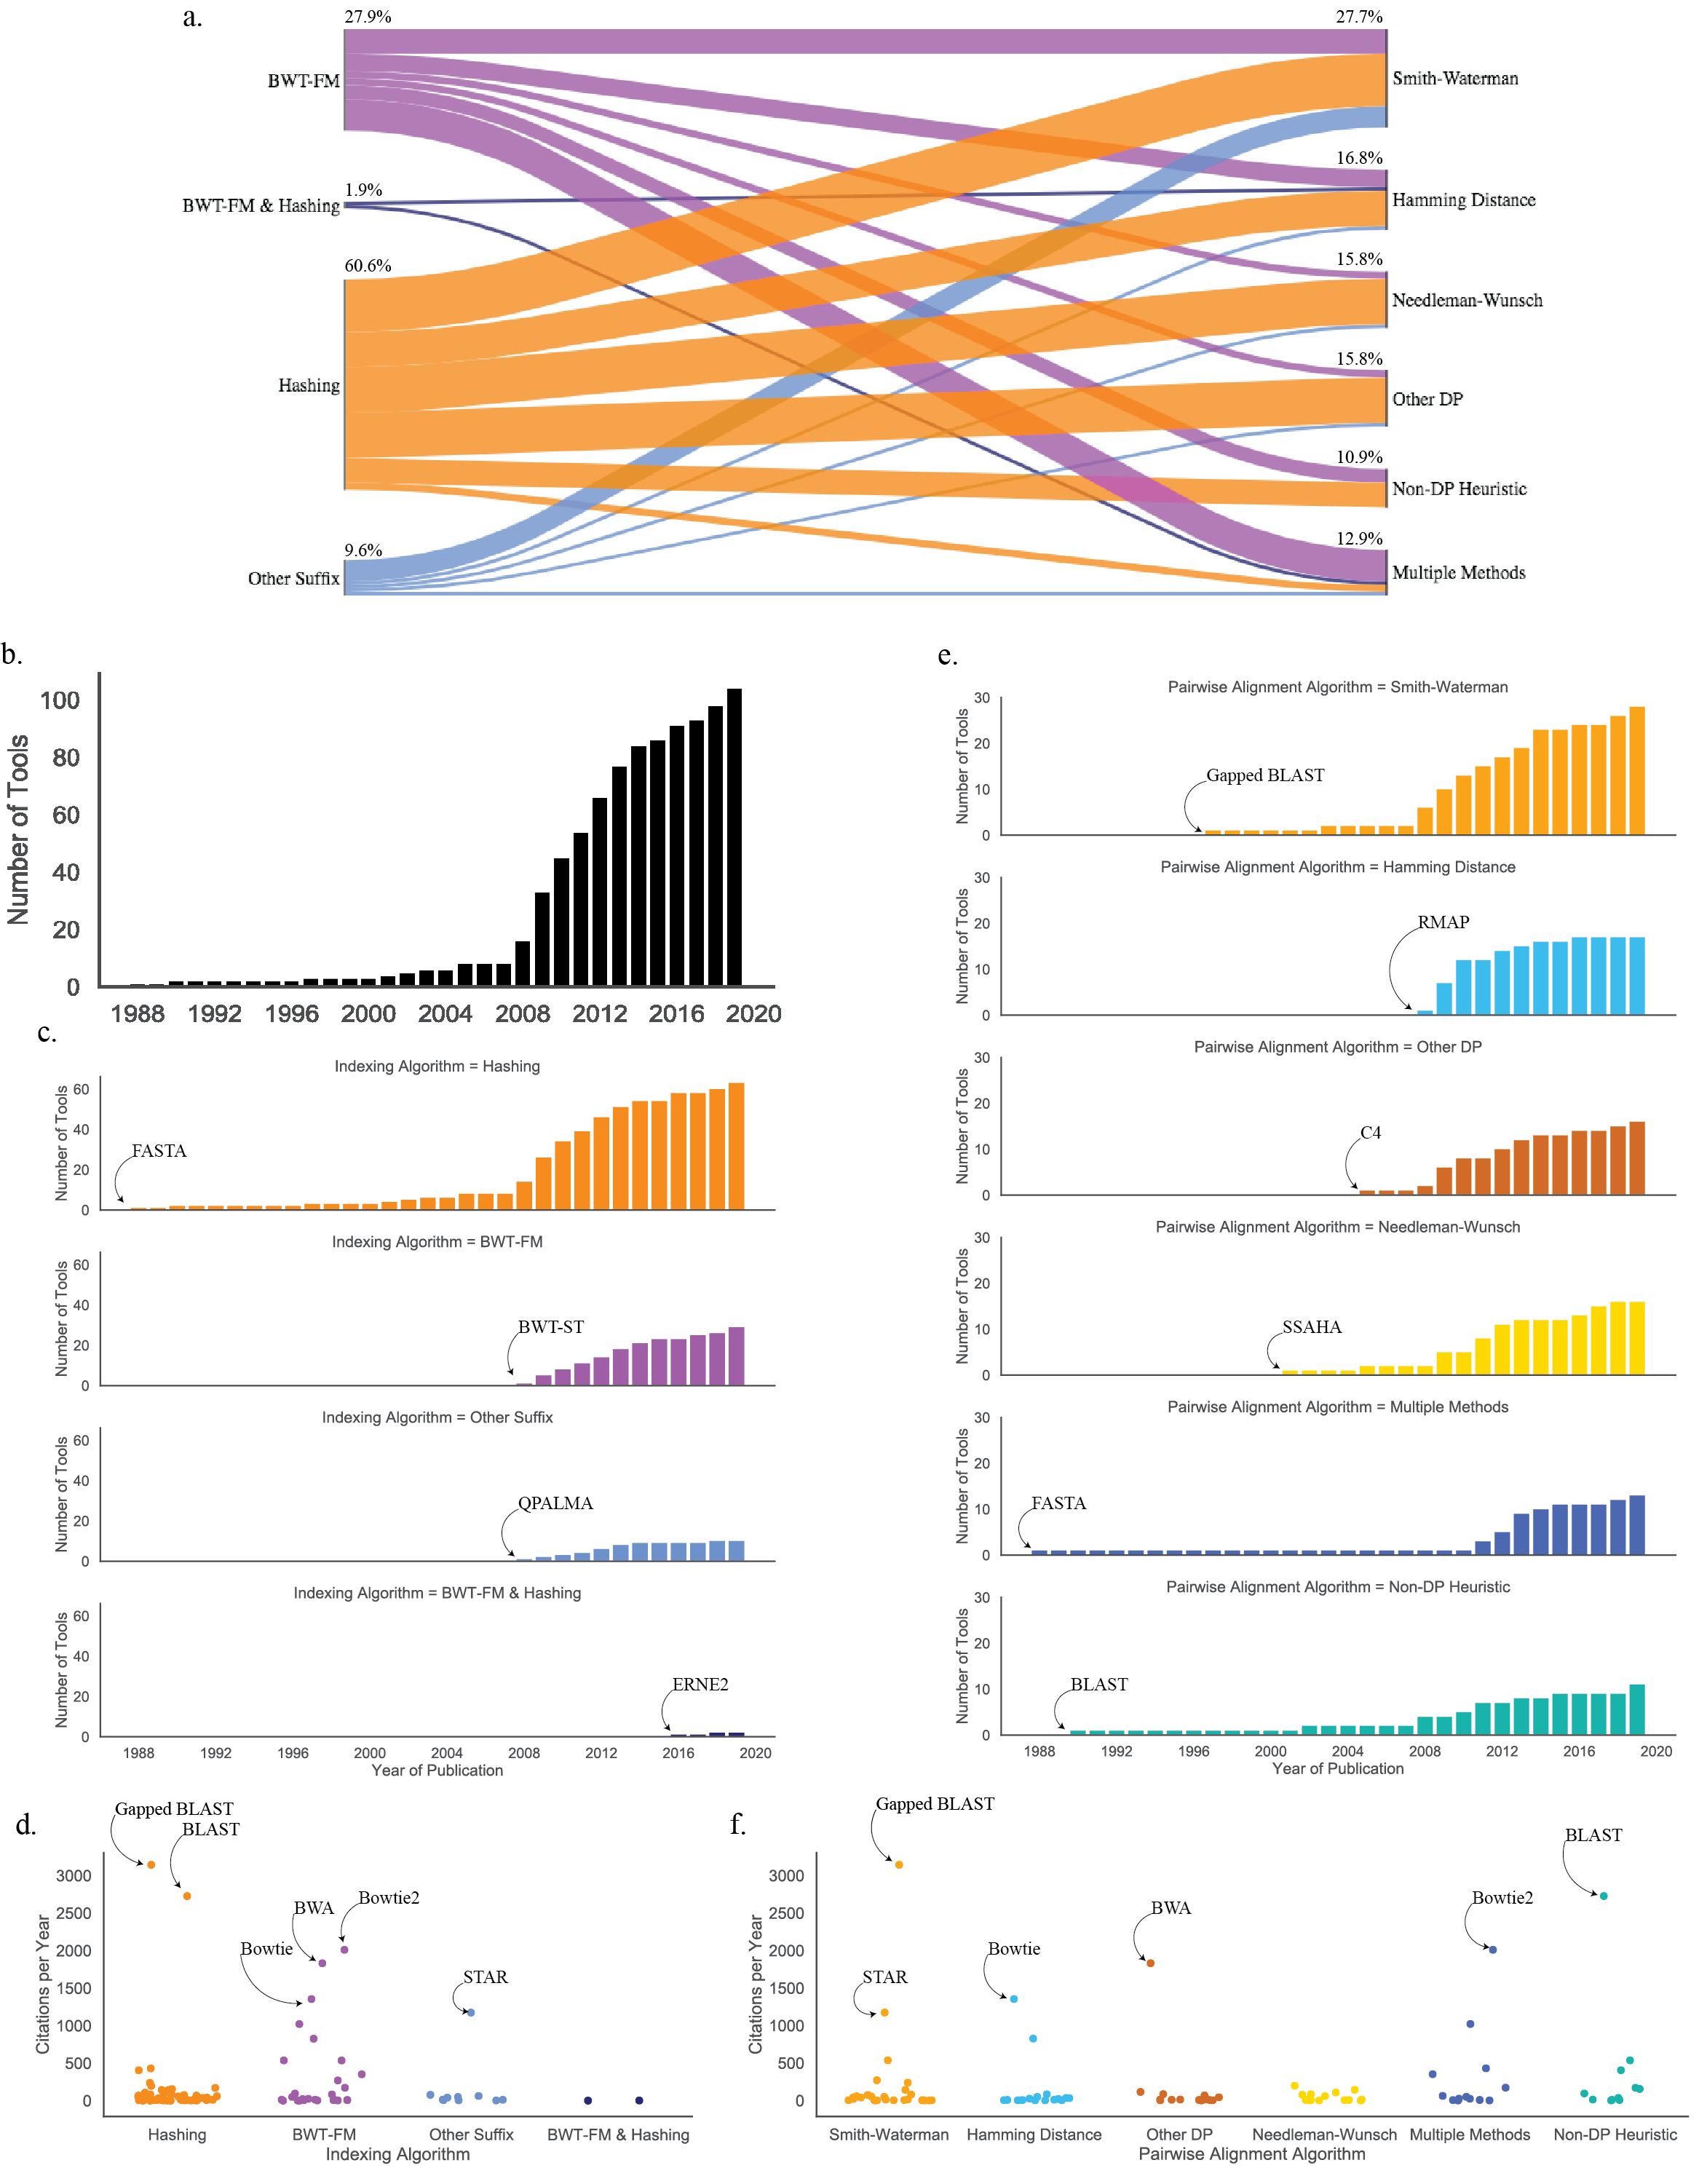 a.
27.9%
27.7%
BWT-FM
Smith-Waterman
1.9%
16.8%
BWT-FM & Hashing
Hamming Distance
60.6%
15.8%
Needleman-Wunsch
Hashing
15.8%
Other DP
10.9%
Non-DP Heuristic
9.6%
12.9%
Other Suffix
Multiple Methods
b.
Number of Tools
100
80
60
40
20
0
1988 1992 1996 2000 2004 2008 2012 2016 2020
c.
Indexing Algorithm = Hashing
Number of Tools
60
40
20
0
FASTA
Indexing Algorithm = BWT-FM
Number of Tools
60
40
20
0
BWT-ST
Indexing Algorithm = Other Suffix
Number of Tools
60
40
20
0
QPALMA
Indexing Algorithm = BWT-FM & Hashing
Number of Tools
60
40
20
0
ERNE2
1988 1992 1996 2000 2004 2008 2012 2016 2020
Year of Publication
e.
Pairwise Alignment Algorithm = Smith-Waterman
Number of Tools
30
20
10
0
Gapped BLAST
Pairwise Alignment Algorithm = Hamming Distance
Number of Tools
30
20
10
0
RMAP
Pairwise Alignment Algorithm = Other DP
Number of Tools
30
20
10
0
C4
Pairwise Alignment Algorithm = Needleman-Wunsch
Number of Tools
30
20
10
0
SSAHA
Pairwise Alignment Algorithm = Multiple Methods
Number of Tools
30
20
10
0
FASTA
Pairwise Alignment Algorithm = Non-DP Heuristic
Number of Tools
30
20
10
0
BLAST
1988 1992 1996 2000 2004 2008 2012 2016 2020
Year of Publication
d.
Gapped BLAST
BLAST
BWA
Bowtie2
Bowtie
STAR
Citations per Year
3000
2500
2000
1500
1000
500
0
Hashing BWT-FM Other Suffix BWT-FM & Hashing
Indexing Algorithm
f.
Gapped BLAST
BLAST
Bowtie2
BWA
Bowtie
STAR
Citations per Year
3000
2500
2000
1500
1000
500
0
Smith-Waterman Hamming Distance Other DP Needleman-Wunsch Multiple Methods Non-DP Heuristic
Pairwise Alignment Algorithm